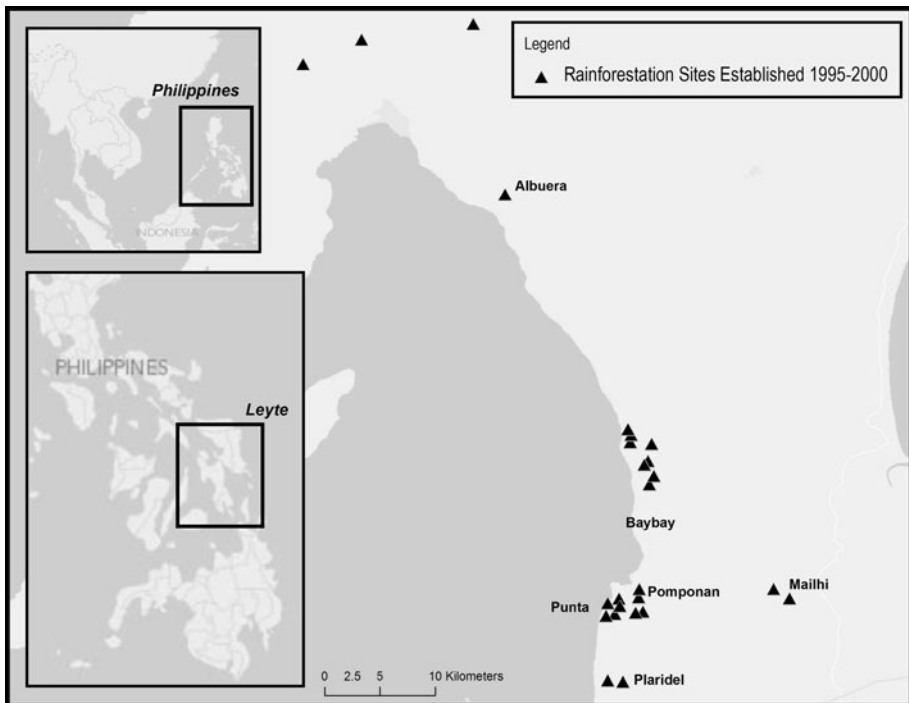 Legend
Rainforestation Sites Established 1995-2000
Philippines
INDONESIA
Albuera
PHILIPPINES
Leyte
Baybay
Pomponan
Mailhi
Punta
Plaridel
0 2.5 5 10 Kilometers